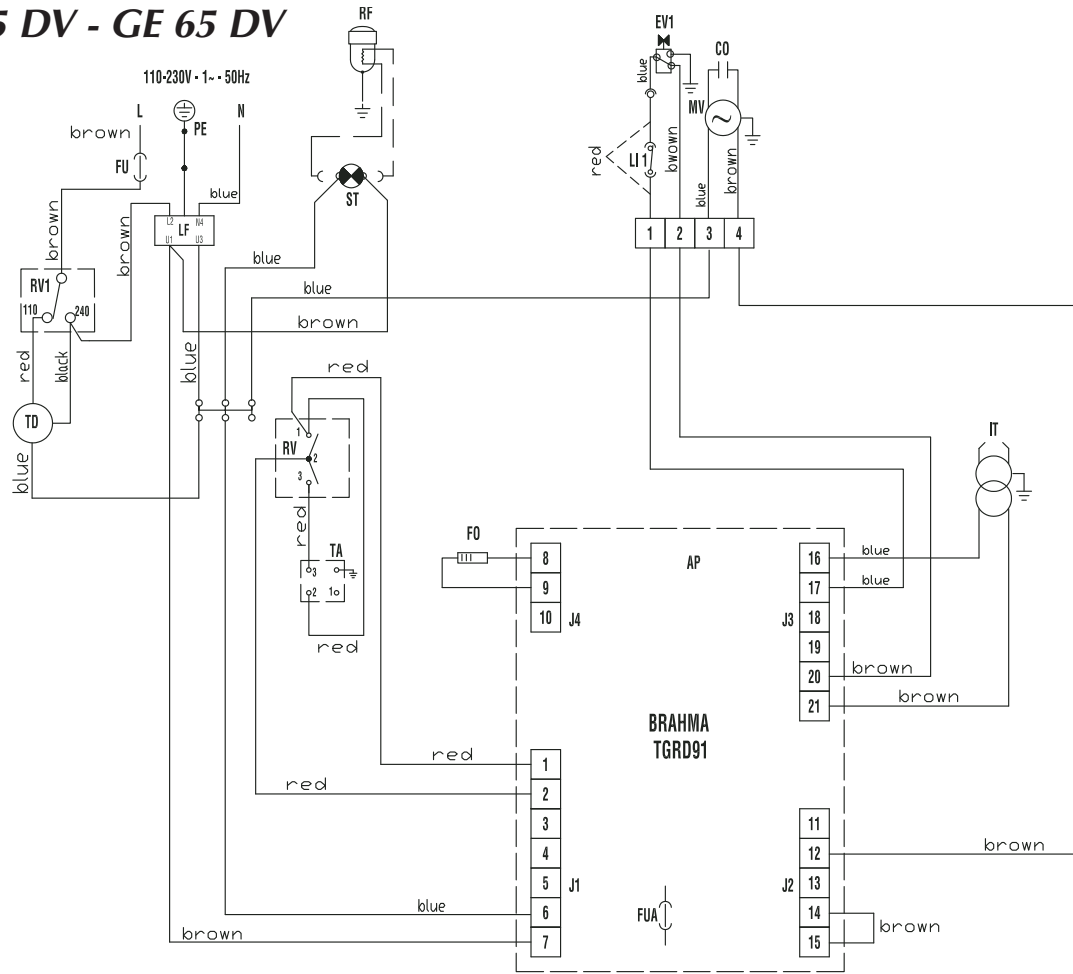 5 DV - GE 65 DV
RF
EV1
CO
110-230V - 1~ - 50Hz
L
PE
N
brown
FU
blue
MV
blue
red
LI 1
bwown
brown
blue
ST
brown
brown
L2
N4
LF
U1
U3
1
2
3
4
RV1
110
240
blue
blue
brown
red
black
blue
red
TD
blue
1
RV
2
3
red
TA
3
2
1
red
IT
FO
8
9
10
J4
AP
16
blue
17
blue
18
J3
19
20
brown
21
brown
BRAHMA
TGRD91
red
1
red
2
3
4
5
J1
blue
6
brown
7
FUA
11
12
brown
13
J2
14
brown
15